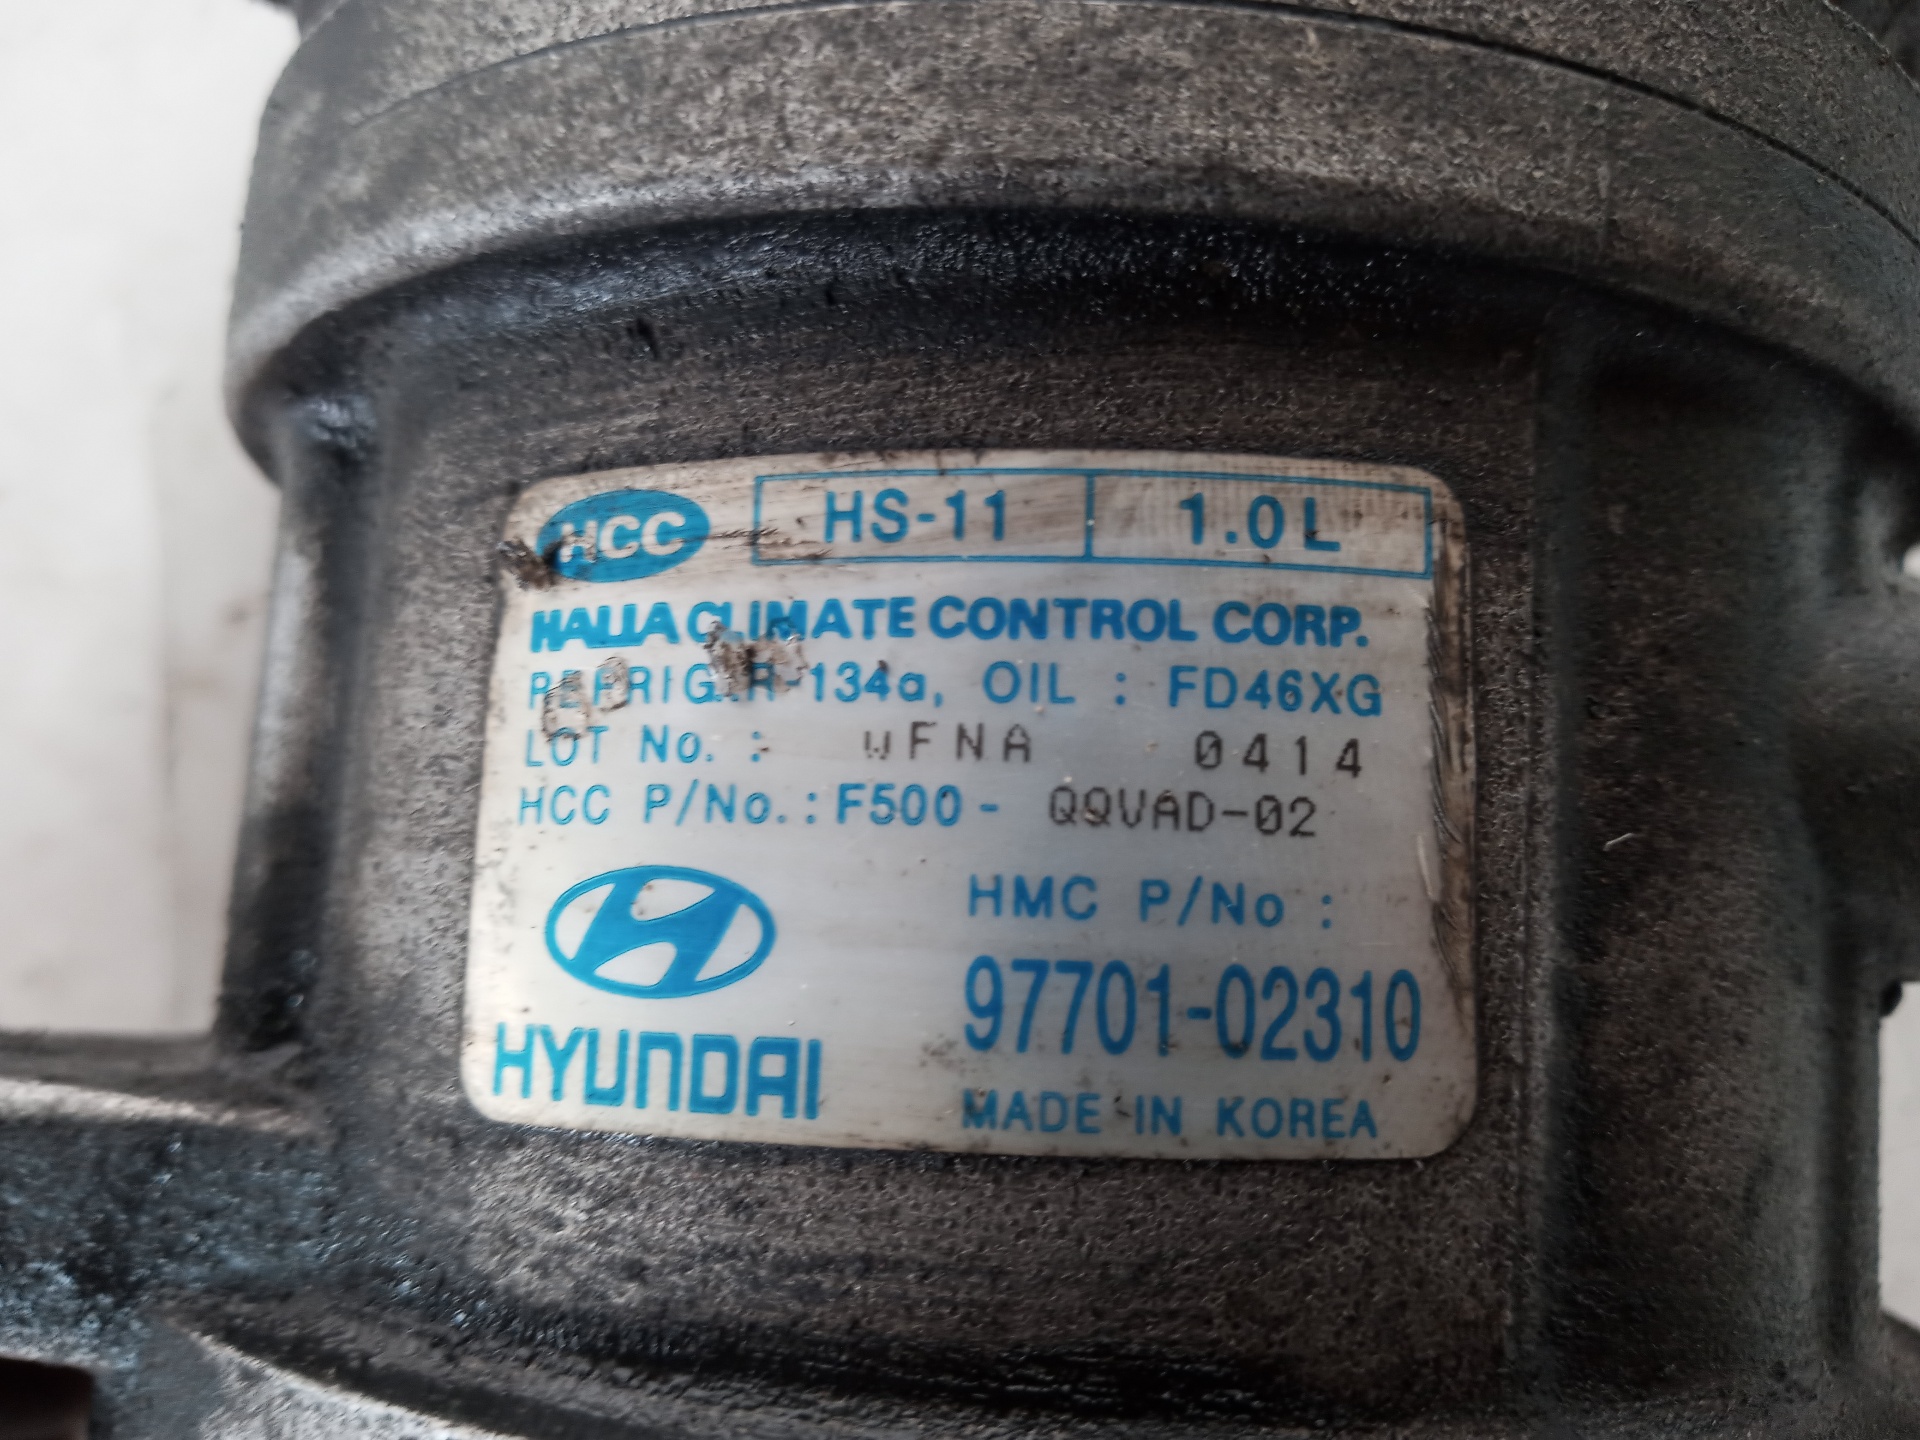 HCC HS-11 1.0L
HALLA CLIMATE CONTROL CORP.
REFRIG.:R-134a, OIL : FD46XG
LOT No. : 0414
HCC P/No. : F500 - QQVAD-02
HMC P/No :
97701-02310
HYUNDAI
MADE IN KOREA